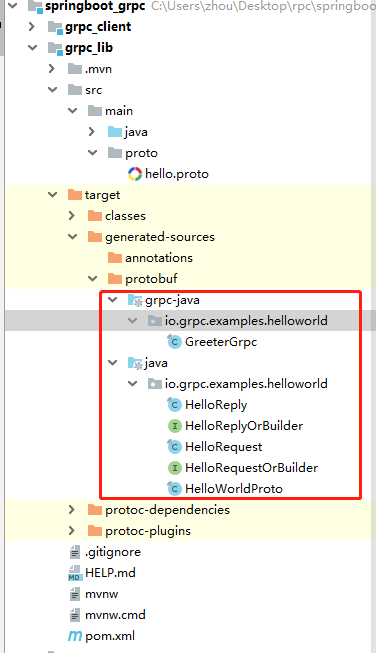 springboot_grpc C:\Users\zhou\Desktop\rpc\springboo
grpc_client
grpc_lib
.mvn
src
main
java
proto
hello.proto
target
classes
generated-sources
annotations
protobuf
grpc-java
io.grpc.examples.helloworld
GreeterGrpc
java
io.grpc.examples.helloworld
HelloReply
HelloReplyOrBuilder
HelloRequest
HelloRequestOrBuilder
HelloWorldProto
protoc-dependencies
protoc-plugins
.gitignore
HELP.md
mvnw
mvnw.cmd
pom.xml